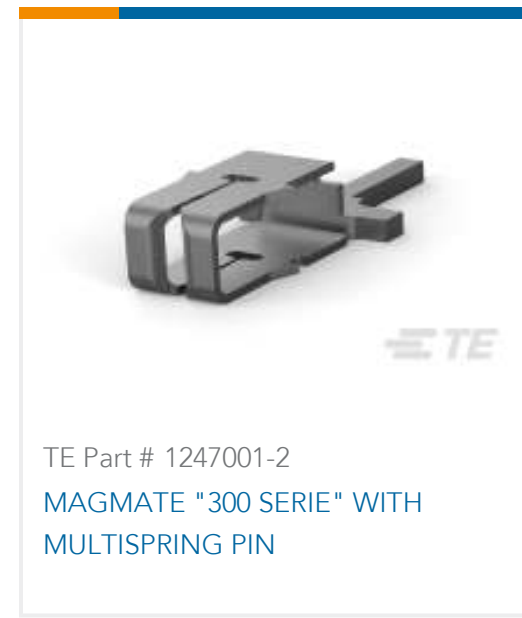 TE
TE Part # 1247001-2
MAGMATE "300 SERIE" WITH
MULTISPRING PIN